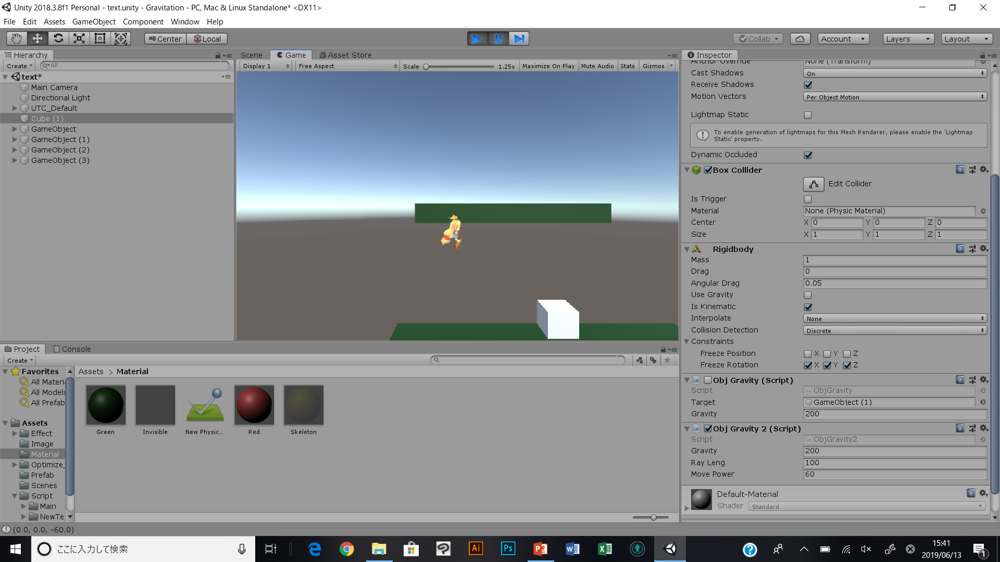 Unity 2018.3.8f1 Personal - text.unity - Gravitation - PC, Mac & Linux Standalone* <DX11>
File Edit Assets GameObject Component Window Help
Center Local Collab Account Layers Layout
Hierarchy
Create All
text*
Main Camera
Directional Light
UTC_Default
Cube (1)
GameObject
GameObject (1)
GameObject (2)
GameObject (3)
Scene Game Asset Store
Display 1 Free Aspect Scale 1.25x Maximize On Play Mute Audio Stats Gizmos
Inspector
Anchor Override None (Transform)
Cast Shadows On
Receive Shadows
Motion Vectors Per Object Motion
Lightmap Static
To enable generation of lightmaps for this Mesh Renderer, please enable the 'Lightmap
Static' property.
Dynamic Occluded
Box Collider
Edit Collider
Is Trigger
Material None (Physic Material)
Center X 0 Y 0 Z 0
Size X 1 Y 1 Z 1
Rigidbody
Mass 1
Drag 0
Angular Drag 0.05
Use Gravity
Is Kinematic
Interpolate None
Collision Detection Discrete
Constraints
Freeze Position X Y Z
Freeze Rotation X Y Z
Obj Gravity (Script)
Script ObjGravity
Target GameObject (1)
Gravity 200
Obj Gravity 2 (Script)
Script ObjGravity2
Gravity 200
Ray Leng 100
Move Power 60
Default-Material
Shader Standard
Project Console
Create
Favorites
All Materi
All Models
All Prefab
Assets
Effect
Image
Material
Optimize_
Prefab
Scenes
Script
Main
NewTe
Assets Material
Green Invisible New Physic... Red Skeleton
(0.0, 0.0, -60.0)
ここに入力して検索
Ai Ps
15:41
2019/06/13
1